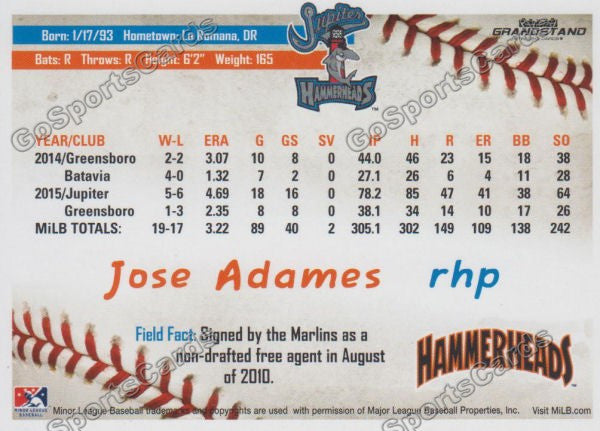 Born: 1/17/93 Hometown: La Romana, DR
Bats: R Throws: R Height: 6'2" Weight: 165
Jupiter
HAMMERHEADS
GRANDSTAND
YEAR/CLUB W-L ERA G GS SV IP H R ER BB SO
2014/Greensboro 2-2 3.07 10 8 0 44.0 46 23 15 18 38
Batavia 4-0 1.32 7 2 0 27.1 26 6 4 11 28
2015/Jupiter 5-6 4.69 18 16 0 78.2 85 47 41 38 64
Greensboro 1-3 2.35 8 8 0 38.1 34 14 10 17 26
MiLB TOTALS: 19-17 3.22 89 40 2 305.1 302 149 109 138 242
Jose Adames rhp
Field Fact: Signed by the Marlins as a
non-drafted free agent in August
of 2010.
HAMMERHEADS
MINOR LEAGUE
BASEBALL
Minor League Baseball trademarks and copyrights are used with permission of Major League Baseball Properties, Inc. Visit MiLB.com
GoSportsCards